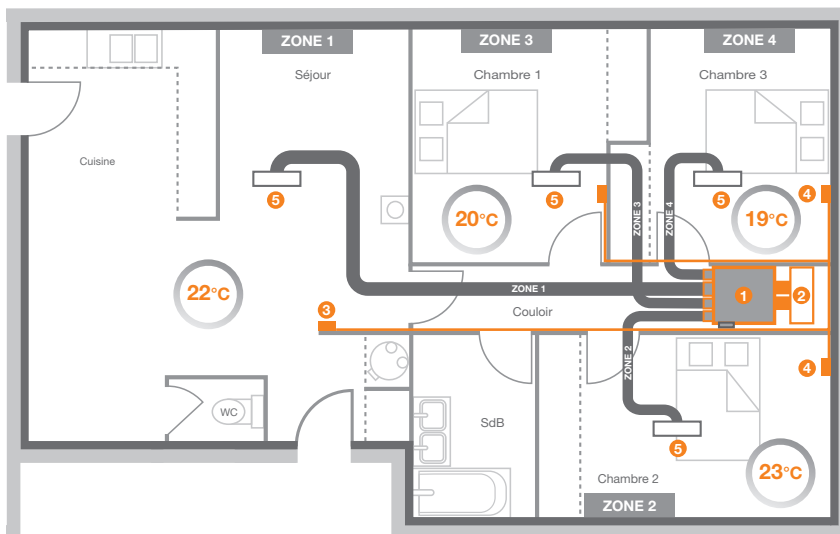 ZONE 1
ZONE 3
ZONE 4
Séjour
Chambre 1
Chambre 3
Cuisine
5
5
5
4
20°C
19°C
ZONE 3
ZONE 4
22°C
ZONE 1
1
2
3
Couloir
ZONE 2
4
WC
SdB
5
Chambre 2
23°C
ZONE 2